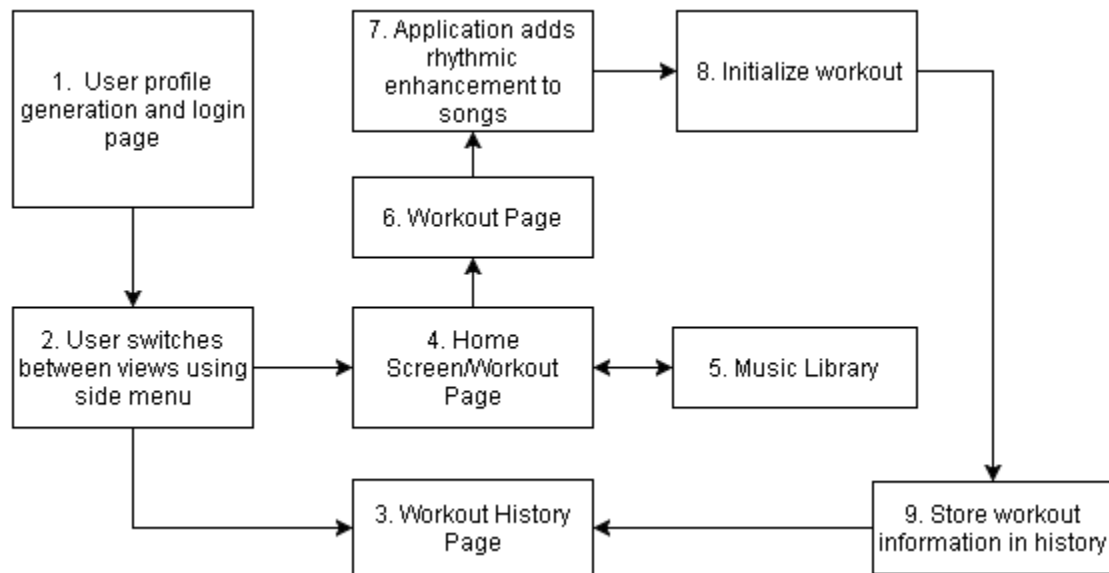 1.  User profile
generation and login
page
2. User switches
between views using
side menu
3. Workout History
Page
4. Home
Screen/Workout
Page
5. Music Library
6. Workout Page
7. Application adds
rhythmic
enhancement to
songs
8. Initialize workout
9. Store workout
information in history